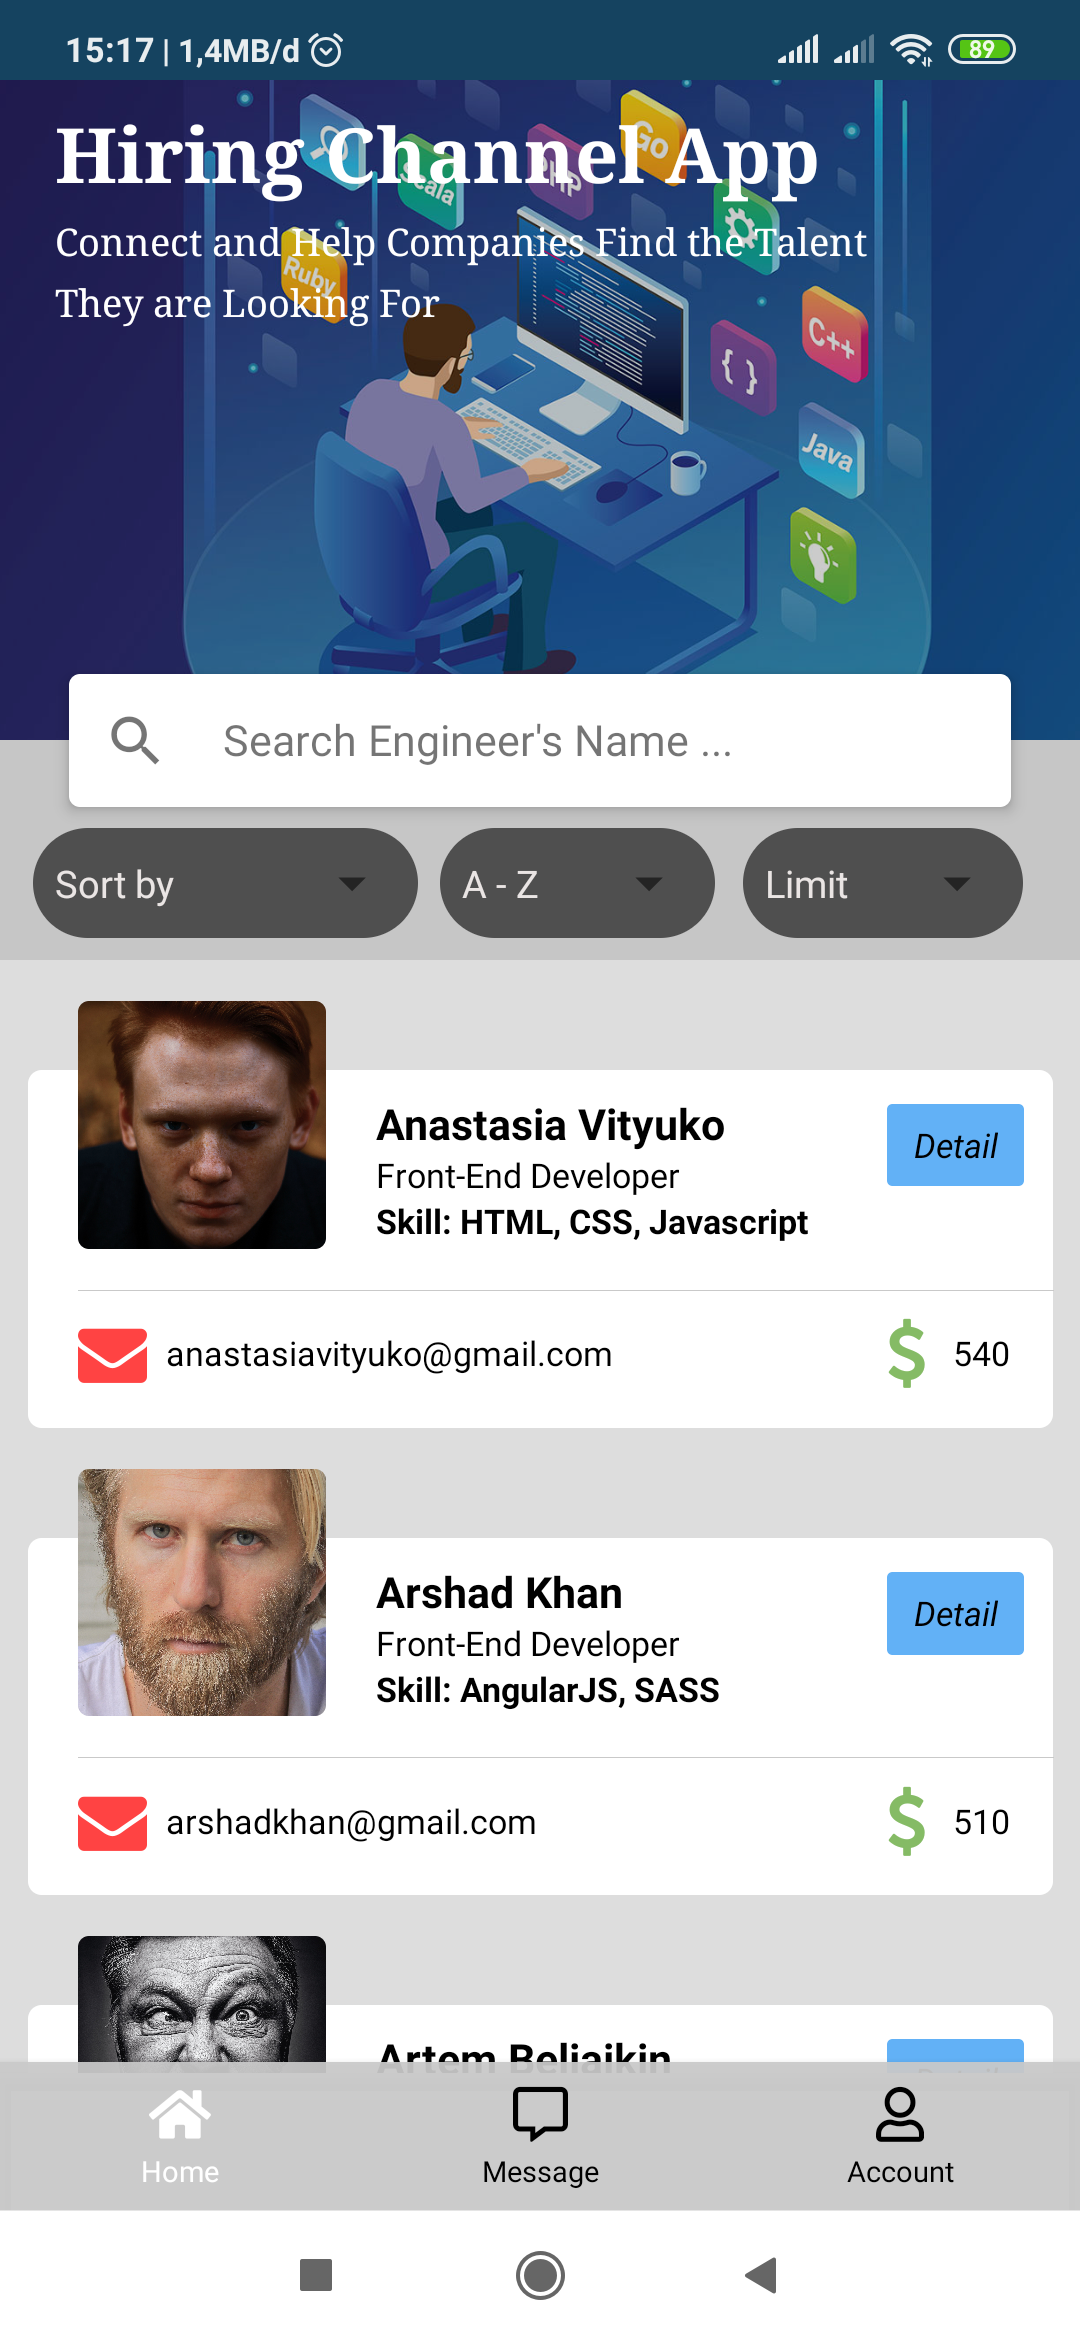 15:17 | 1,4MB/d
89
Hiring Channel App
Connect and Help Companies Find the Talent
They are Looking For
Go
Scala
PHP
Ruby
C++
{ }
Java
Search Engineer's Name ...
Sort by
A - Z
Limit
Anastasia Vityuko
Detail
Front-End Developer
Skill: HTML, CSS, Javascript
anastasiavityuko@gmail.com
$ 540
Arshad Khan
Detail
Front-End Developer
Skill: AngularJS, SASS
arshadkhan@gmail.com
$ 510
Artem Beliaikin
Home
Message
Account